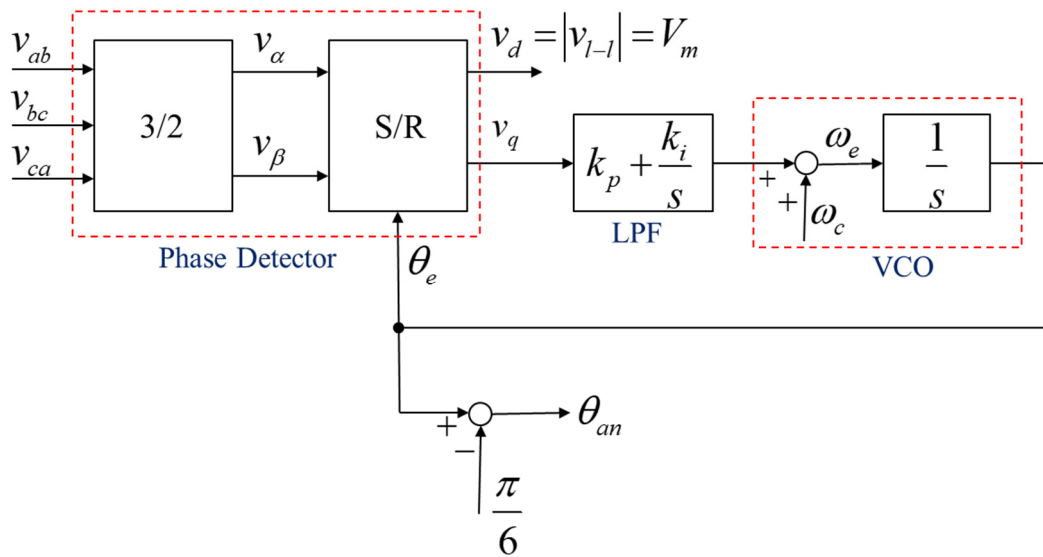 v_ab
v_bc
v_ca
3/2
v_α
v_β
S/R
v_d = |v_{l–l}| = V_m
v_q
k_p + k_i/s
+
+
ω_e
ω_c
1/s
Phase Detector
LPF
VCO
θ_e
+
−
θ_an
π/6